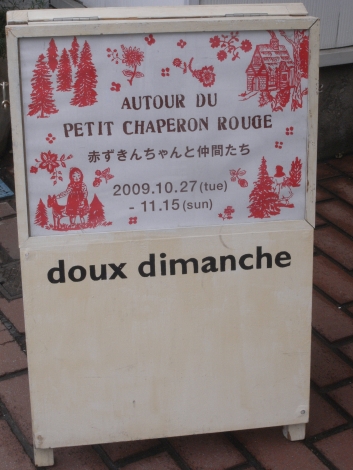 AUTOUR DU
PETIT CHAPERON ROUGE
赤ずきんちゃんと仲間たち
2009.10.27(tue)
- 11.15(sun)
doux dimanche